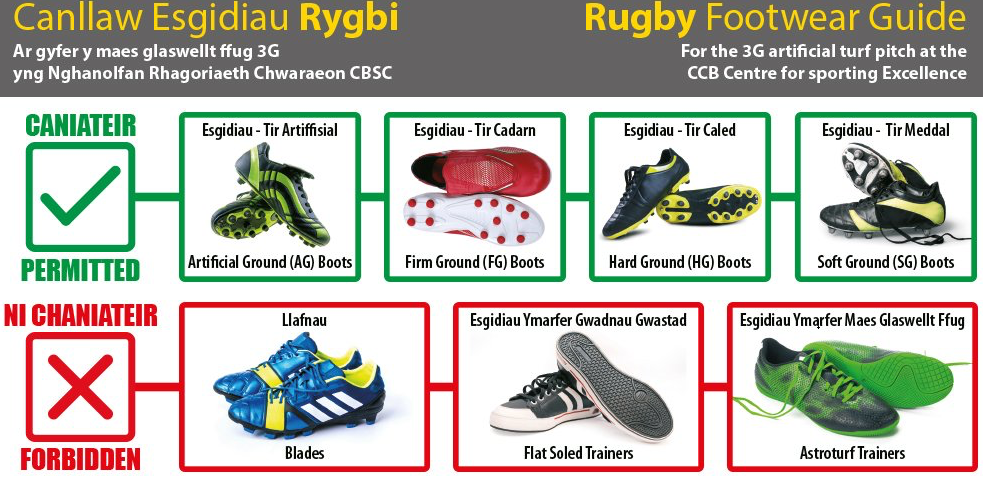 Canllaw Esgidiau Rygbi
Ar gyfer y maes glaswellt ffug 3G
yng Nghanolfan Rhagoriaeth Chwaraeon CBSC
Rugby Footwear Guide
For the 3G artificial turf pitch at the
CCB Centre for sporting Excellence
CANIATEIR
PERMITTED
Esgidiau - Tir Artiffisial
Artificial Ground (AG) Boots
Esgidiau - Tir Cadarn
Firm Ground (FG) Boots
Esgidiau - Tir Caled
Hard Ground (HG) Boots
Esgidiau - Tir Meddal
Soft Ground (SG) Boots
NI CHANIATEIR
FORBIDDEN
Llafnau
Blades
Esgidiau Ymarfer Gwadnau Gwastad
Flat Soled Trainers
Esgidiau Ymarfer Maes Glaswellt Ffug
Astroturf Trainers